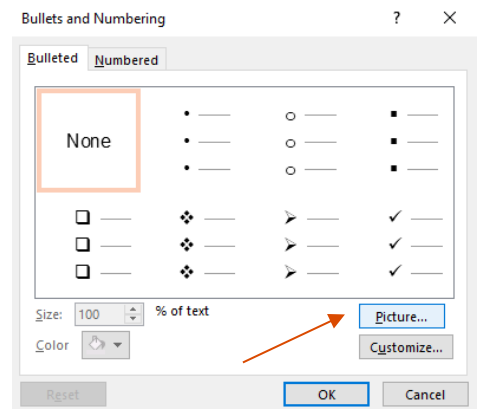 Bullets and Numbering ? ×
Bulleted Numbered
None
Size: 100 % of text Picture...
Color Customize...
Reset OK Cancel